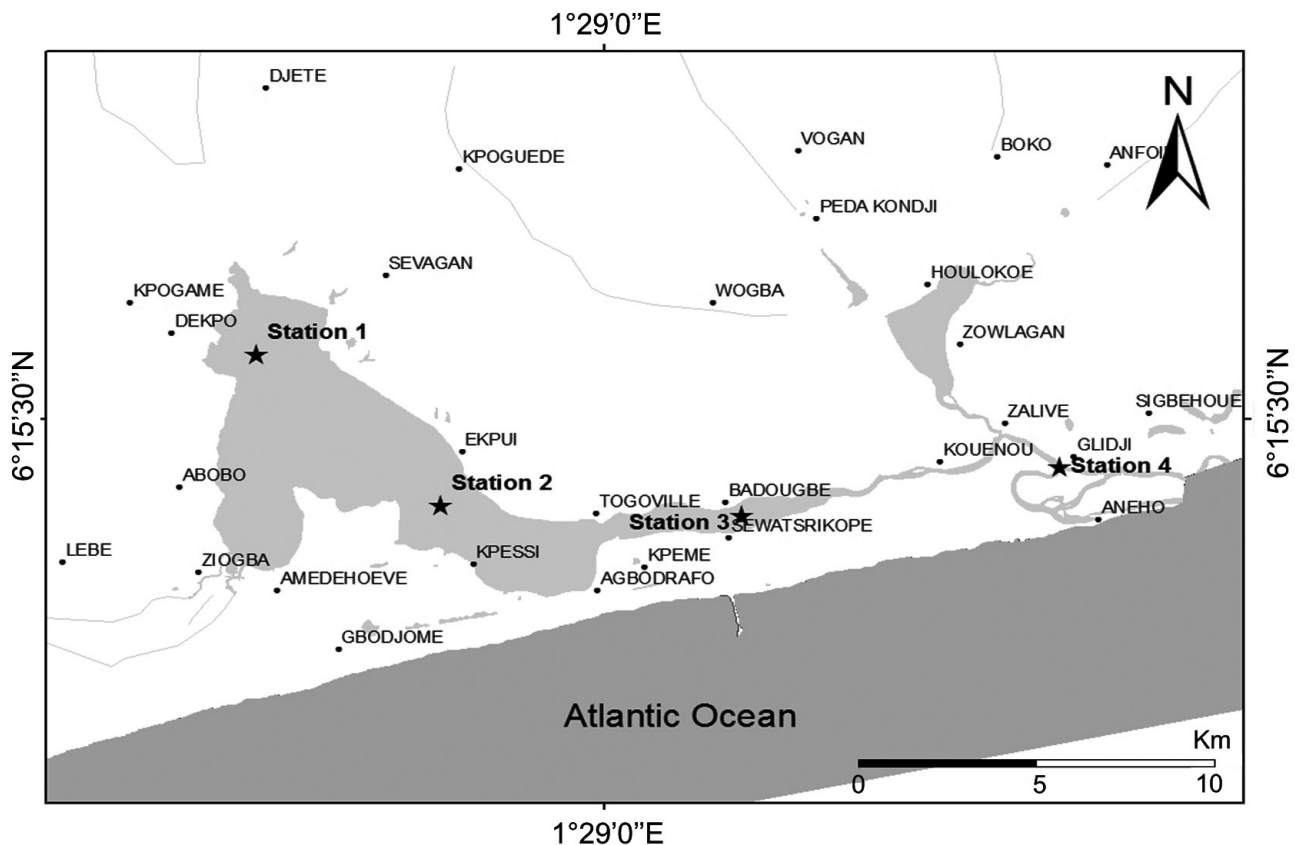 1°29'0’’E
DJETE
N
VOGAN
BOKO
KPOGUEDE
PEDA KONDJI
SEVAGAN
HOULOKOE
KPOGAME
WOGBA
DEKPO
Station 1
ZOWLAGAN
6°15'30’’N
6°15'30’’N
SIGBEHOUE
ZALIVE
EKPUI
KOUENOU
GLIDJI
Station 4
ABOBO
Station 2
BADOUGBE
TOGOVILLE
ANEHO
Station 3
SEWATSRIKOPE
LEBE
ZIOGBA
KPESSI
KPEME
AMEDEHOEVE
AGBODRAFO
GBODJOME
Atlantic Ocean
Km
0
5
10
1°29'0’’E